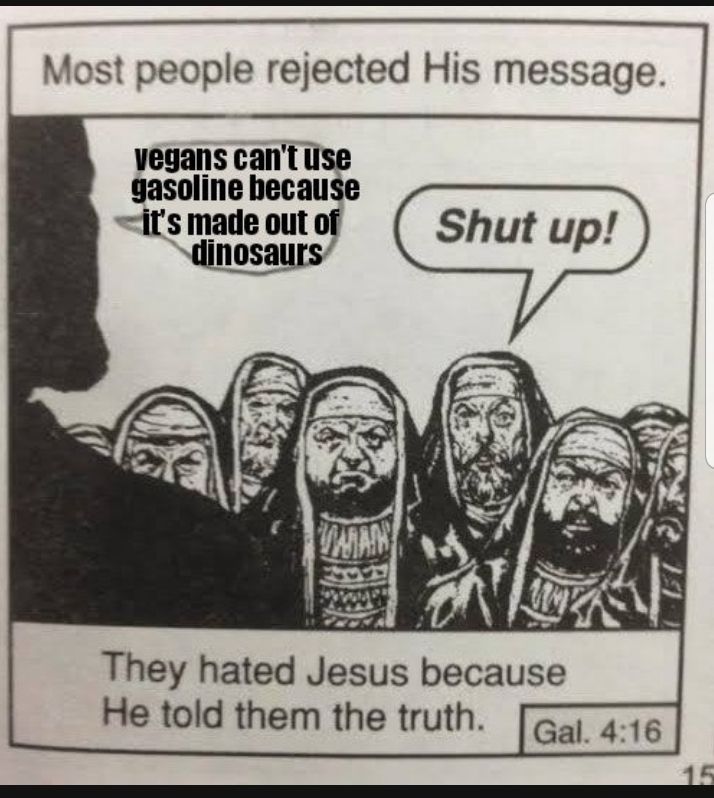 Most people rejected His message.
vegans can't use
gasoline because
it's made out of
dinosaurs
Shut up!
They hated Jesus because
He told them the truth.
Gal. 4:16
15